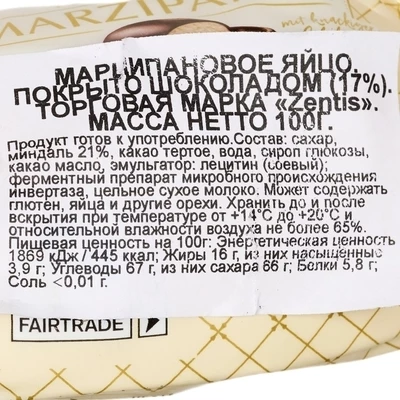 MARZIPAN
МАРЦИПАНОВОЕ ЯЙЦО,
ПОКРЫТО ШОКОЛАДОМ (17%).
ТОРГОВАЯ МАРКА «Zentis».
МАССА НЕТТО 100Г.
Продукт готов к употреблению.Состав: сахар,
миндаль 21%, какао тертое, вода, сироп глюкозы,
какао масло, эмульгатор: лецитин (соевый);
ферментный препарат микробного происхождения
инвертаза, цельное сухое молоко. Может содержать
глютен, яйца и другие орехи. Хранить до и после
вскрытия при температуре от +14°С до +20°С и
относительной влажности воздуха не более 65%.
Пищевая ценность на 100г: Энергетическая ценность
1869 кДж / 445 ккал; Жиры 16 г, из них насыщенные
3,9 г; Углеводы 67 г, из них сахара 66 г; Белки 5,8 г;
Соль <0,01 г.
FAIRTRADE